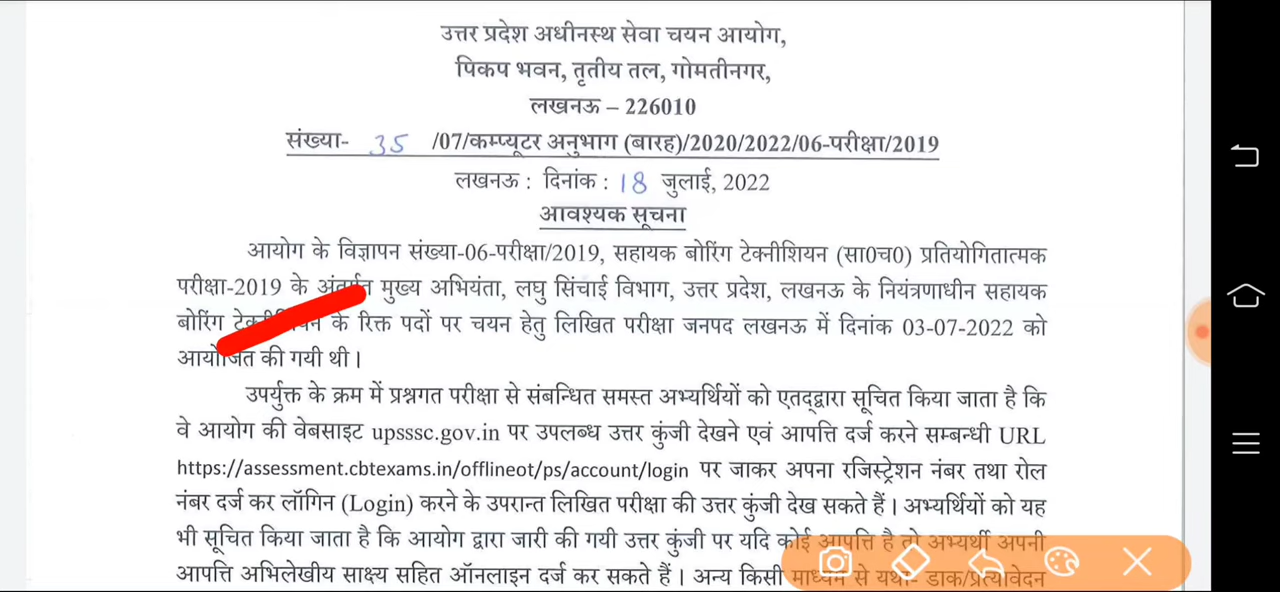 उत्तर प्रदेश अधीनस्थ सेवा चयन आयोग,
पिकप भवन, तृतीय तल, गोमतीनगर,
लखनऊ – 226010
संख्या- 35 /07/कम्प्यूटर अनुभाग (बारह)/2020/2022/06-परीक्षा/2019
लखनऊ : दिनांक : 18 जुलाई, 2022
आवश्यक सूचना
आयोग के विज्ञापन संख्या-06-परीक्षा/2019, सहायक बोरिंग टेक्नीशियन (सा0च0) प्रतियोगितात्मक
परीक्षा-2019 के अंतर्गत मुख्य अभियंता, लघु सिंचाई विभाग, उत्तर प्रदेश, लखनऊ के नियंत्रणाधीन सहायक
बोरिंग टेक्नीशियन के रिक्त पदों पर चयन हेतु लिखित परीक्षा जनपद लखनऊ में दिनांक 03-07-2022 को
आयोजित की गयी थी।
उपर्युक्त के क्रम में प्रश्नगत परीक्षा से संबन्धित समस्त अभ्यर्थियों को एतद्द्वारा सूचित किया जाता है कि
वे आयोग की वेबसाइट upsssc.gov.in पर उपलब्ध उत्तर कुंजी देखने एवं आपत्ति दर्ज करने सम्बन्धी URL
https://assessment.cbtexams.in/offlineot/ps/account/login पर जाकर अपना रजिस्ट्रेशन नंबर तथा रोल
नंबर दर्ज कर लॉगिन (Login) करने के उपरान्त लिखित परीक्षा की उत्तर कुंजी देख सकते हैं। अभ्यर्थियों को यह
भी सूचित किया जाता है कि आयोग द्वारा जारी की गयी उत्तर कुंजी पर यदि कोई आपत्ति है तो अभ्यर्थी अपनी
आपत्ति अभिलेखीय साक्ष्य सहित ऑनलाइन दर्ज कर सकते हैं। अन्य किसी माध्यम से यथा- डाक/प्रत्यावेदन